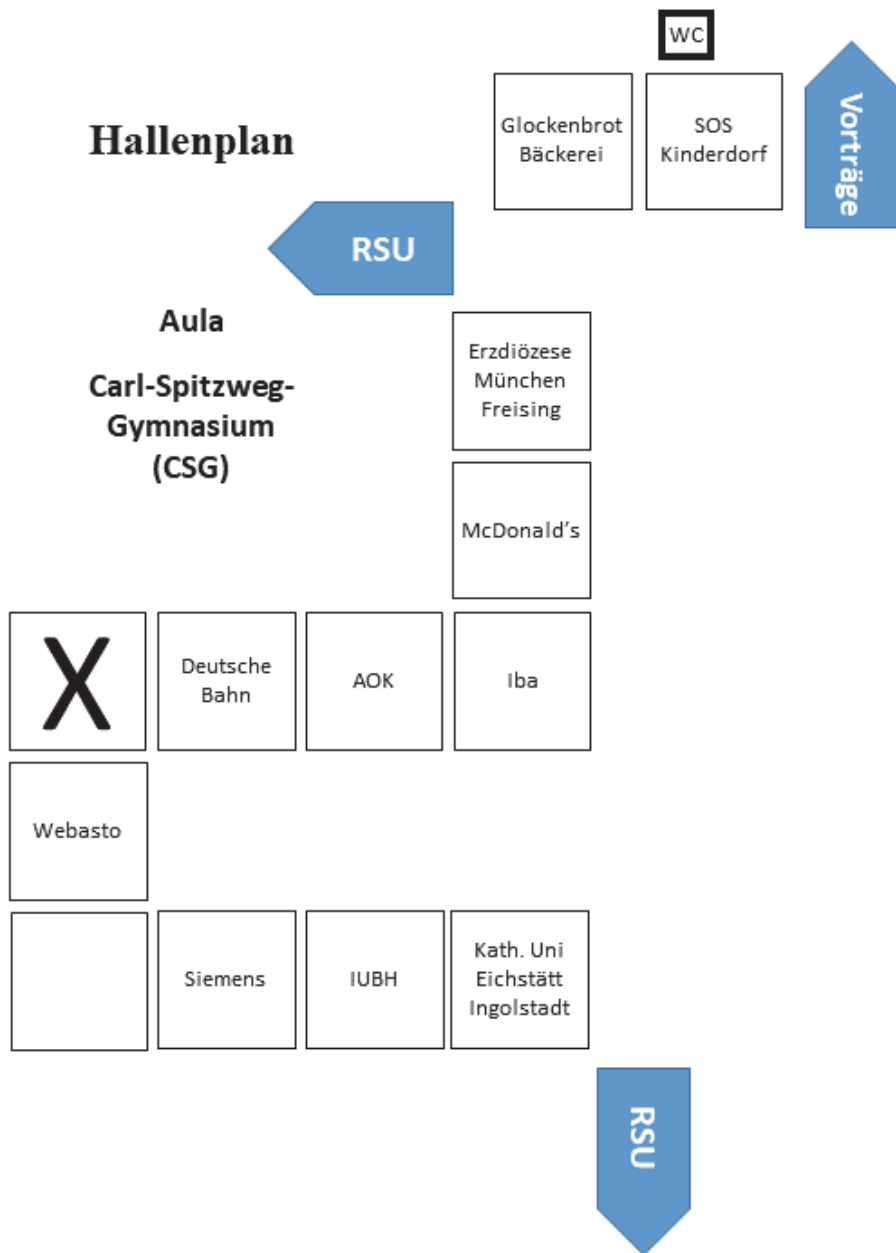 WC
Glockenbrot
Bäckerei
SOS
Kinderdorf
Vorträge
Hallenplan
RSU
Aula
Carl-Spitzweg-
Gymnasium
(CSG)
Erzdiözese
München
Freising
McDonald's
X
Deutsche
Bahn
AOK
Iba
Webasto
Siemens
IUBH
Kath. Uni
Eichstätt
Ingolstadt
RSU